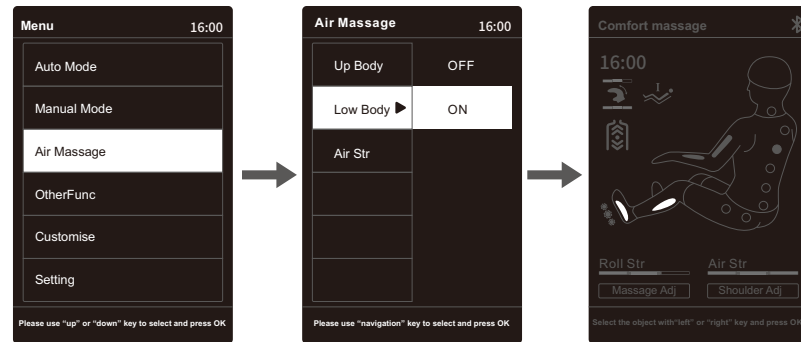 Menu 16:00
Auto Mode
Manual Mode
Air Massage
OtherFunc
Customise
Setting
Please use “up” or “down” key to select and press OK
Air Massage 16:00
Up Body OFF
Low Body ON
Air Str
Please use “navigation” key to select and press OK
Comfort massage
16:00
I
Roll Str Air Str
Massage Adj Shoulder Adj
Select the object with“left” or “right” key and press OK